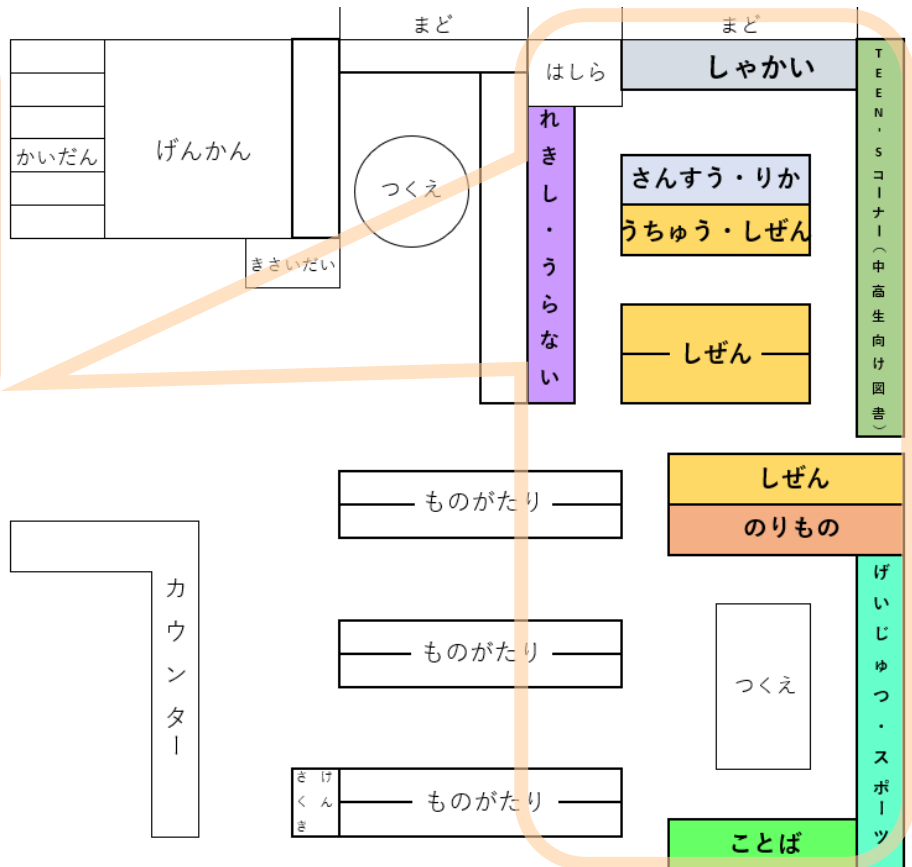 まど
まど
はしら
しゃかい
TEEN'Sコーナー(中高生向け図書)
かいだん
げんかん
つくえ
れきし・うらない
さんすう・りか
うちゅう・しぜん
きさいだい
しぜん
しぜん
ものがたり
のりもの
カウンター
げいじゅつ・スポーツ
ものがたり
つくえ
けんさくき
ものがたり
ことば